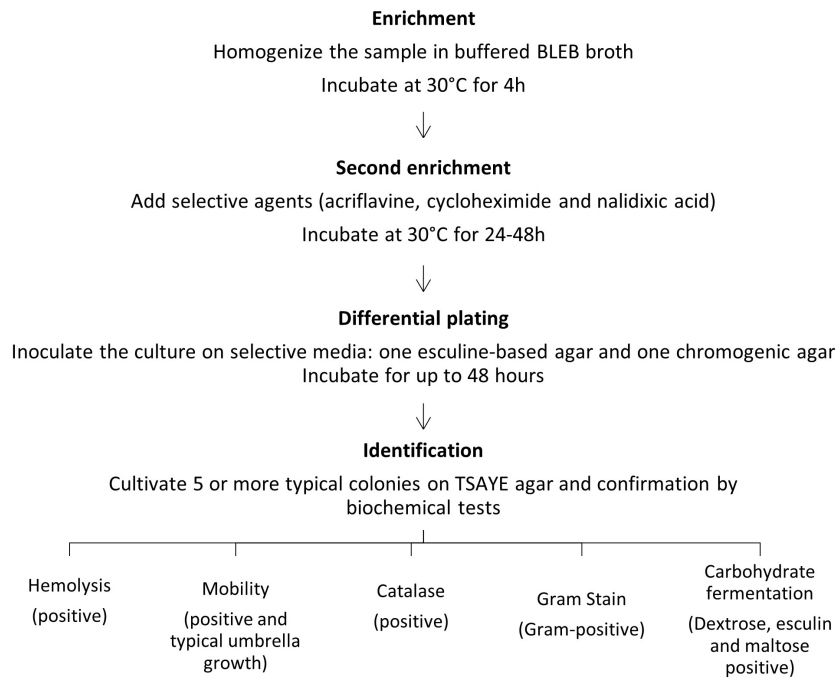 Enrichment
Homogenize the sample in buffered BLEB broth
Incubate at 30°C for 4h
Second enrichment
Add selective agents (acriflavine, cycloheximide and nalidixic acid)
Incubate at 30°C for 24-48h
Differential plating
Inoculate the culture on selective media: one esculine-based agar and one chromogenic agar
Incubate for up to 48 hours
Identification
Cultivate 5 or more typical colonies on TSAYE agar and confirmation by
biochemical tests
Hemolysis
(positive)
Mobility
(positive and
typical umbrella
growth)
Catalase
(positive)
Gram Stain
(Gram-positive)
Carbohydrate
fermentation
(Dextrose, esculin
and maltose
positive)